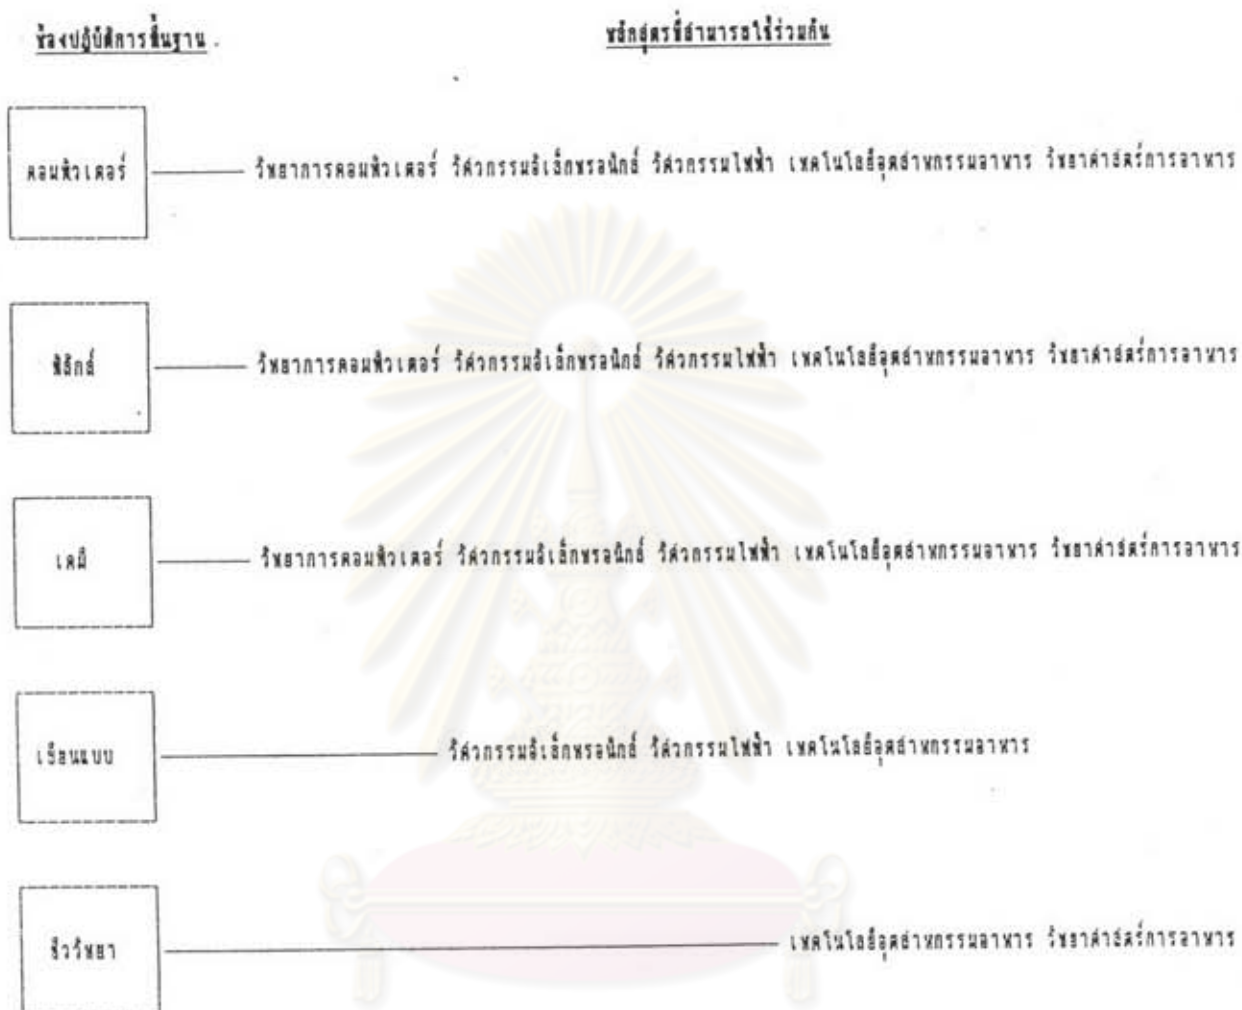 ห้องปฏิบัติการพื้นฐาน
หลักสูตรที่สามารถใช้ร่วมกัน
คอมพิวเตอร์
วิทยาการคอมพิวเตอร์ วิศวกรรมอิเล็กทรอนิกส์ วิศวกรรมไฟฟ้า เทคโนโลยีอุตสาหกรรมอาหาร วิทยาศาสตร์การอาหาร
ฟิสิกส์
วิทยาการคอมพิวเตอร์ วิศวกรรมอิเล็กทรอนิกส์ วิศวกรรมไฟฟ้า เทคโนโลยีอุตสาหกรรมอาหาร วิทยาศาสตร์การอาหาร
เคมี
วิทยาการคอมพิวเตอร์ วิศวกรรมอิเล็กทรอนิกส์ วิศวกรรมไฟฟ้า เทคโนโลยีอุตสาหกรรมอาหาร วิทยาศาสตร์การอาหาร
เขียนแบบ
วิศวกรรมอิเล็กทรอนิกส์ วิศวกรรมไฟฟ้า เทคโนโลยีอุตสาหกรรมอาหาร
ชีววิทยา
เทคโนโลยีอุตสาหกรรมอาหาร วิทยาศาสตร์การอาหาร